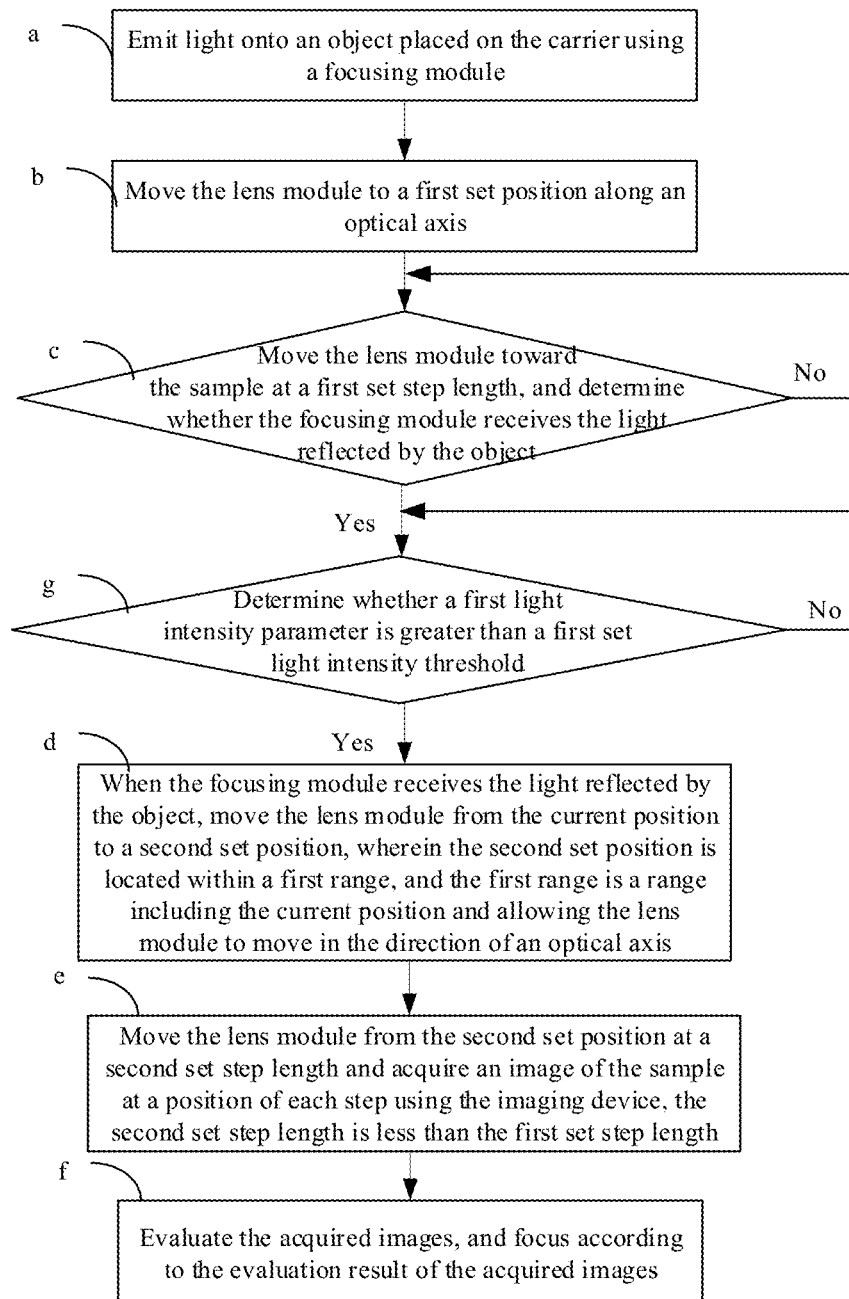 a
Emit light onto an object placed on the carrier using
a focusing module
b
Move the lens module to a first set position along an
optical axis
c
Move the lens module toward
the sample at a first set step length, and determine
whether the focusing module receives the light
reflected by the object
No
Yes
g
Determine whether a first light
intensity parameter is greater than a first set
light intensity threshold
No
Yes
d
When the focusing module receives the light reflected by
the object, move the lens module from the current position
to a second set position, wherein the second set position is
located within a first range, and the first range is a range
including the current position and allowing the lens
module to move in the direction of an optical axis
e
Move the lens module from the second set position at a
second set step length and acquire an image of the sample
at a position of each step using the imaging device, the
second set step length is less than the first set step length
f
Evaluate the acquired images, and focus according
to the evaluation result of the acquired images